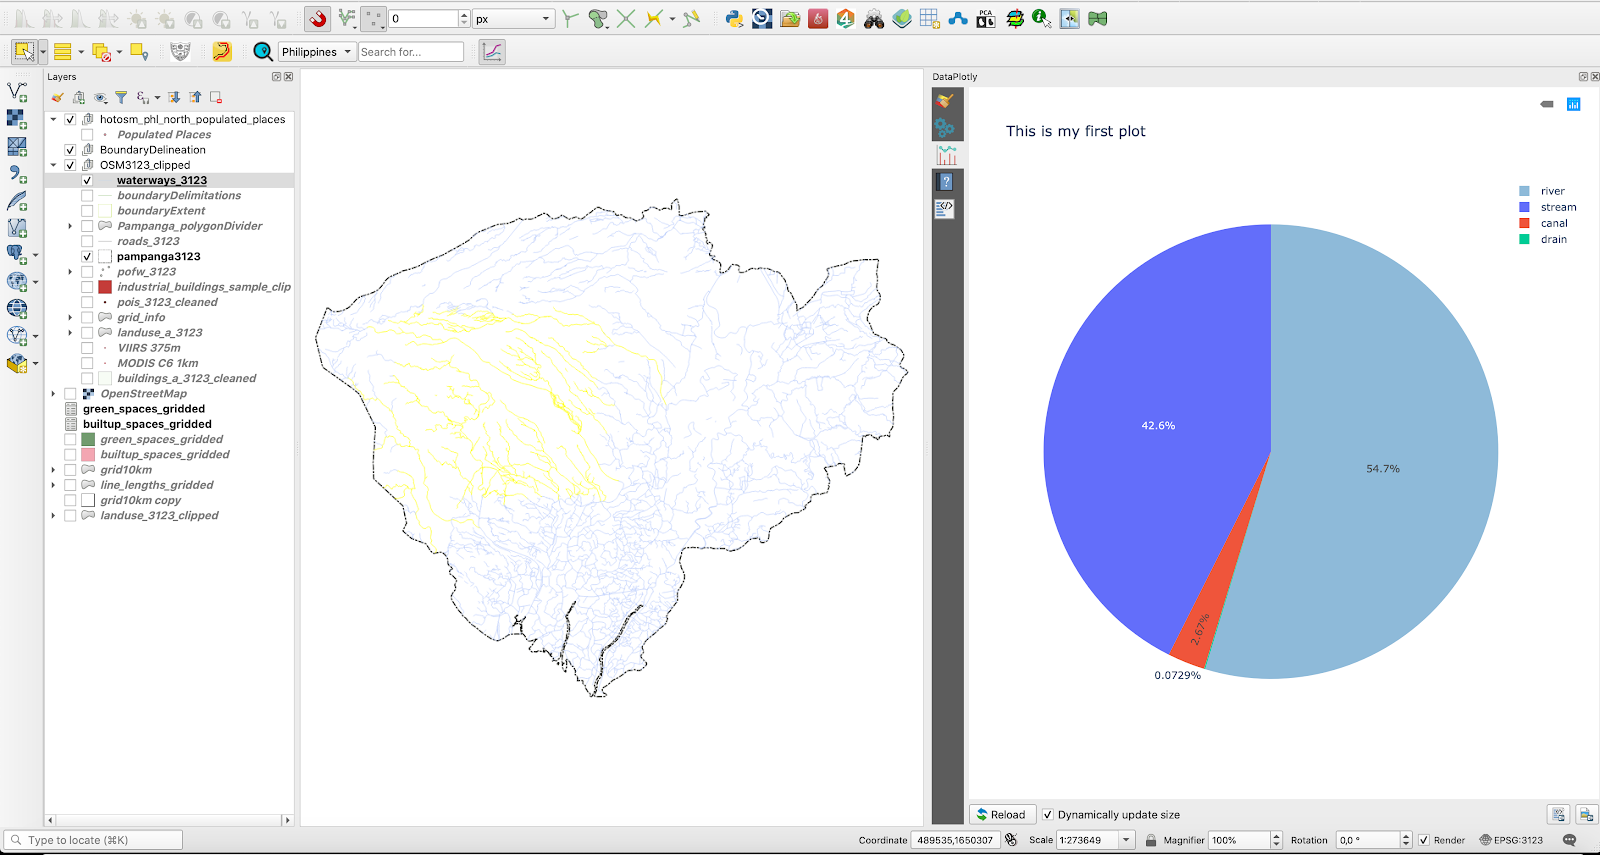 0
px
PCA
Philippines
Search for...
Layers
hotosm_phl_north_populated_places
Populated Places
BoundaryDelineation
OSM3123_clipped
waterways_3123
boundaryDelimitations
boundaryExtent
Pampanga_polygonDivider
roads_3123
pampanga3123
pofw_3123
industrial_buildings_sample_clip
pois_3123_cleaned
grid_info
landuse_a_3123
VIIRS 375m
MODIS C6 1km
buildings_a_3123_cleaned
OpenStreetMap
green_spaces_gridded
builtup_spaces_gridded
green_spaces_gridded
builtup_spaces_gridded
grid10km
line_lengths_gridded
grid10km copy
landuse_3123_clipped
DataPlotly
This is my first plot
river
stream
canal
drain
42.6%
54.7%
2.67%
0.0729%
Reload
Dynamically update size
Type to locate (⌘K)
Coordinate 489535,1650307 Scale 1:273649 Magnifier 100% Rotation 0,0 ° Render EPSG:3123